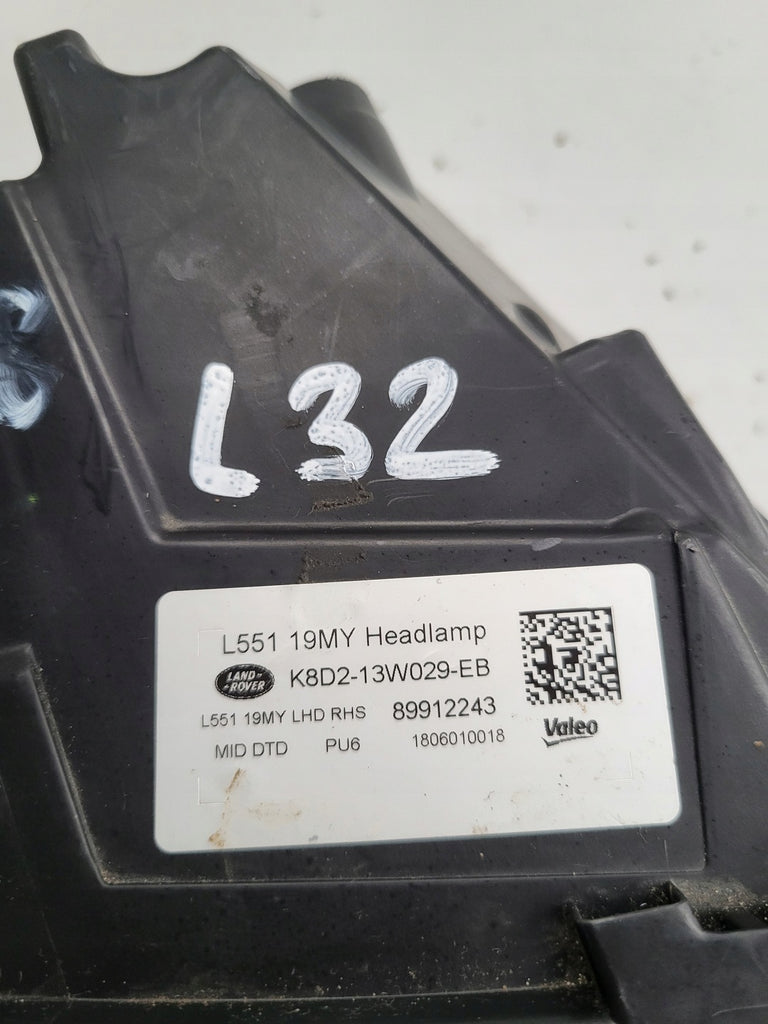 L32
L551 19MY Headlamp
LAND ROVER
K8D2-13W029-EB
L551 19MY LHD RHS 89912243
MID DTD PU6 1806010018
Valeo